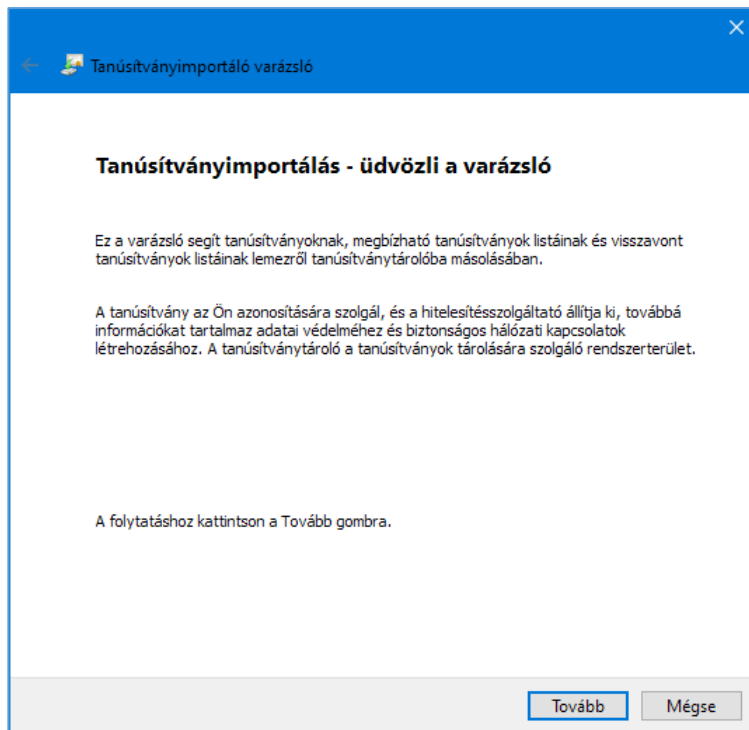 Tanúsítványimportáló varázsló
Tanúsítványimportálás - üdvözli a varázsló
Ez a varázsló segít tanúsítványoknak, megbízható tanúsítványok listáinak és visszavont
tanúsítványok listáinak lemezről tanúsítványtárolóba másolásában.
A tanúsítvány az Ön azonosítására szolgál, és a hitelesítésszolgáltató állítja ki, továbbá
információkat tartalmaz adatai védelméhez és biztonságos hálózati kapcsolatok
létrehozásához. A tanúsítványtároló a tanúsítványok tárolására szolgáló rendszerterület.
A folytatáshoz kattintson a Tovább gombra.
Tovább Mégse